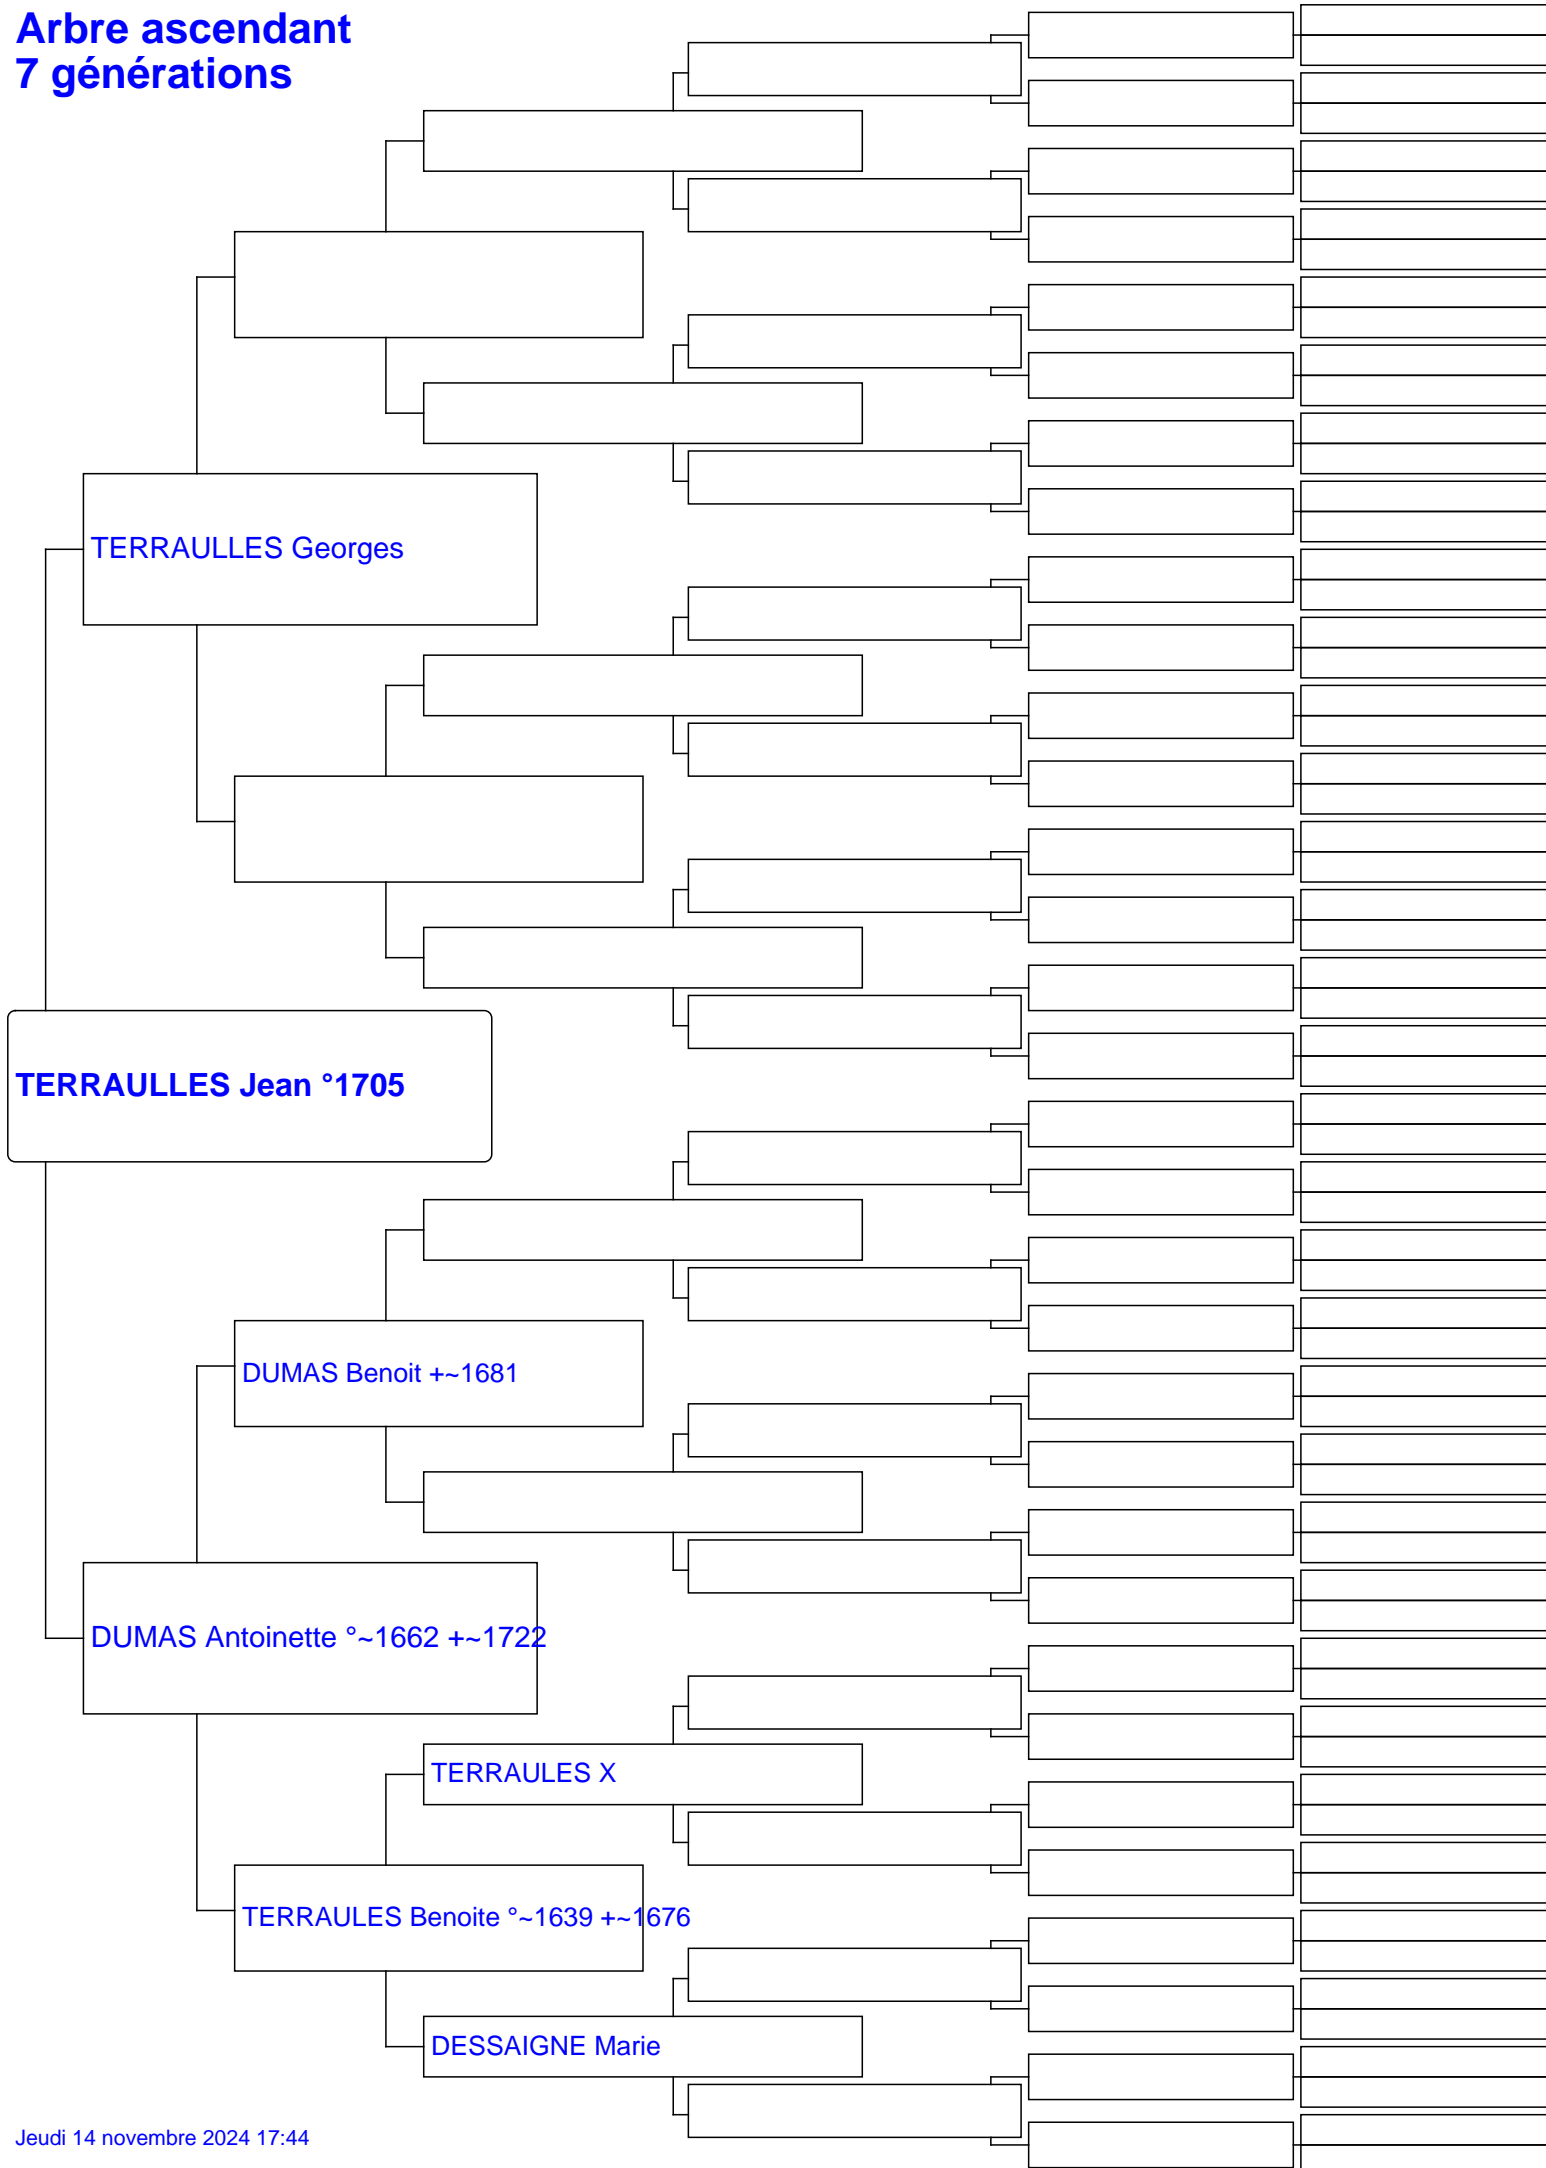 Arbre ascendant
7 générations
TERRAULLES Georges
TERRAULLES Jean °1705
DUMAS Benoit +~1681
DUMAS Antoinette °~1662 +~1722
TERRAULES X
TERRAULES Benoite °~1639 +~1676
DESSAIGNE Marie
Jeudi 14 novembre 2024 17:44